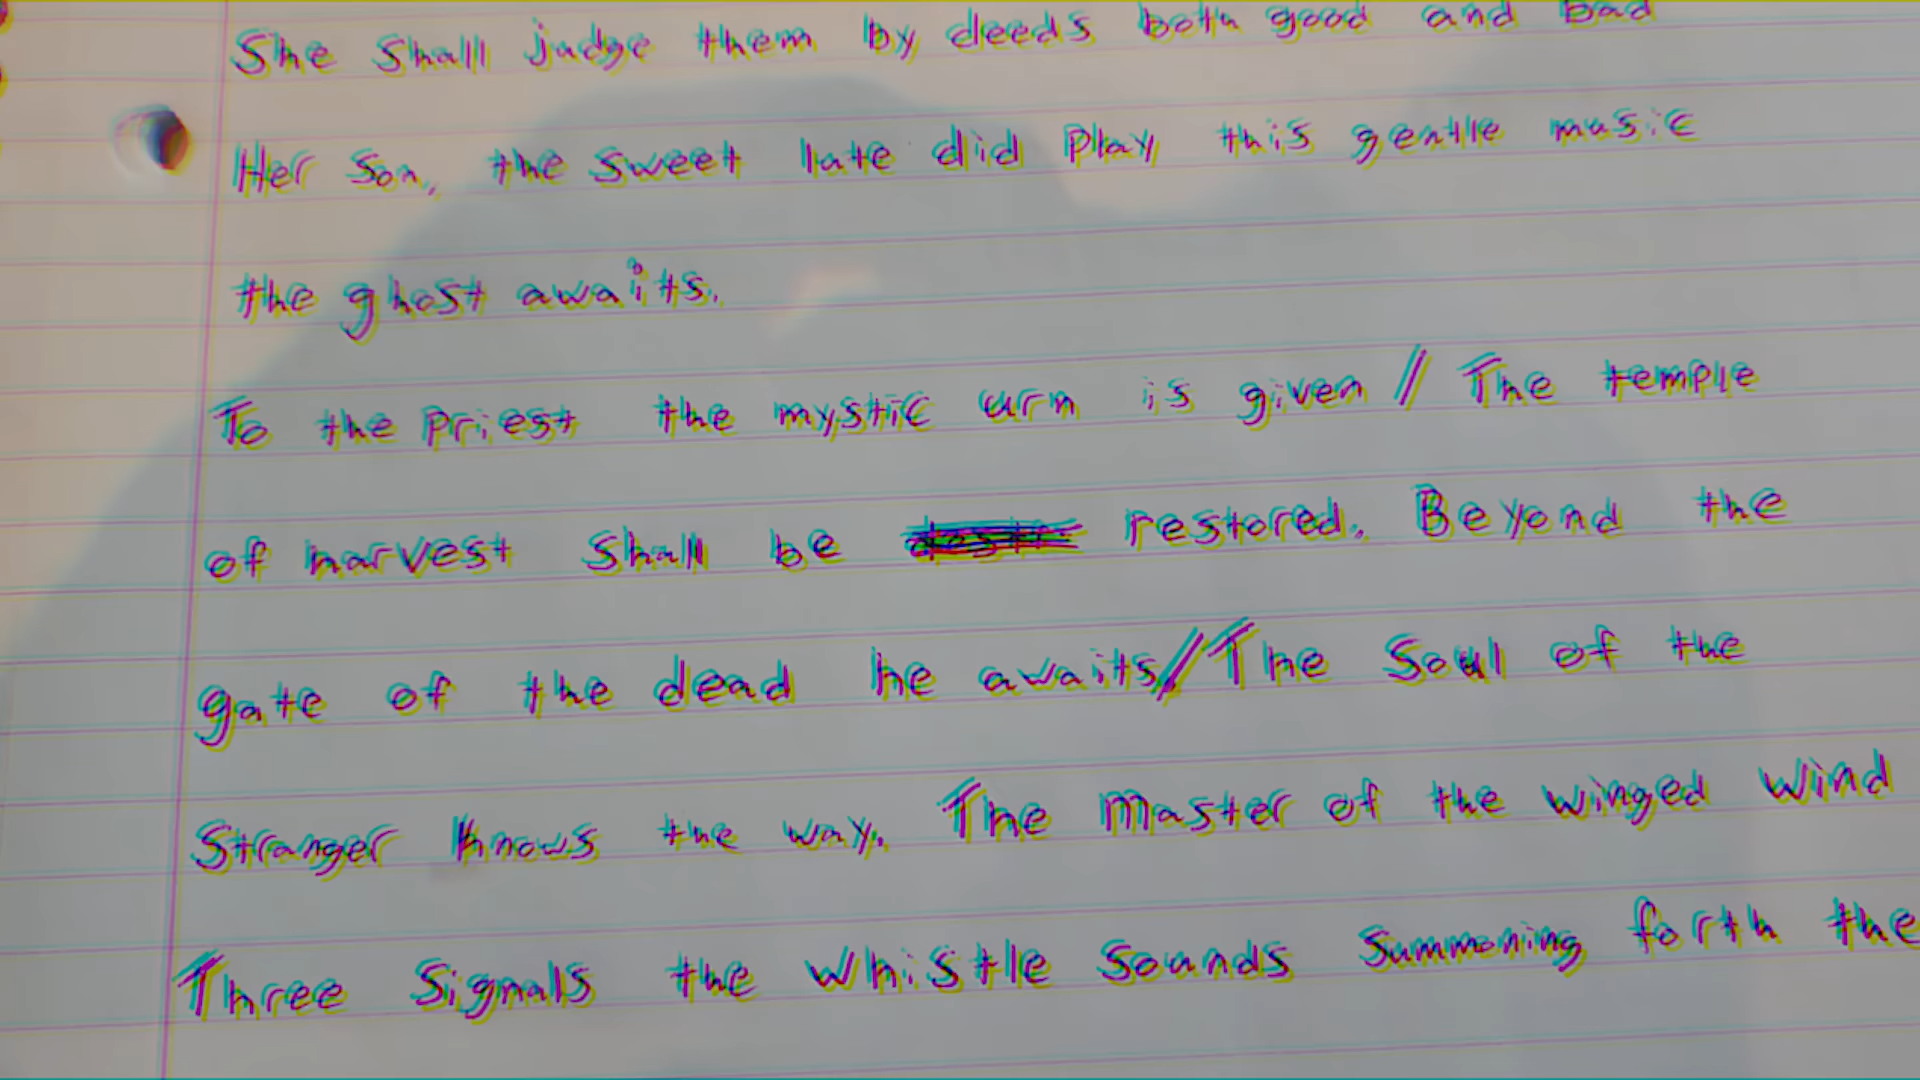 She shall judge them by deeds both good and bad
Her son, the sweet lute did play this gentle music
the ghost awaits.
To the priest the mystic urn is given // The temple
of harvest shall be restored. Beyond the
gate of the dead he awaits // The soul of the
Stranger knows the way. The master of the winged wind
Three signals the whistle sounds summoning forth the